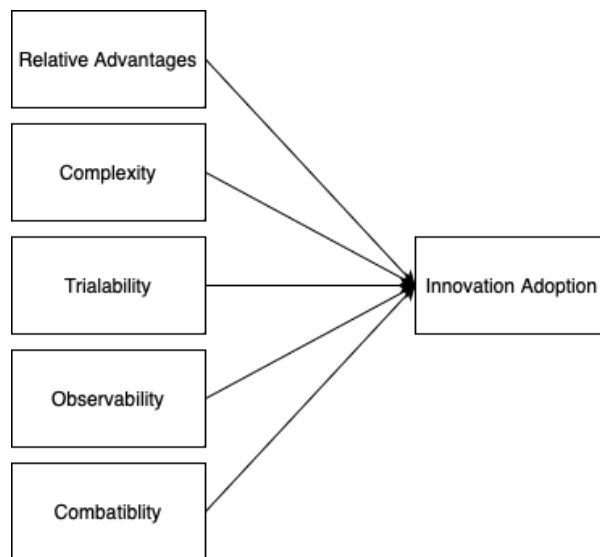 Relative Advantages
Complexity
Trialability
Innovation Adoption
Observability
Combatiblity